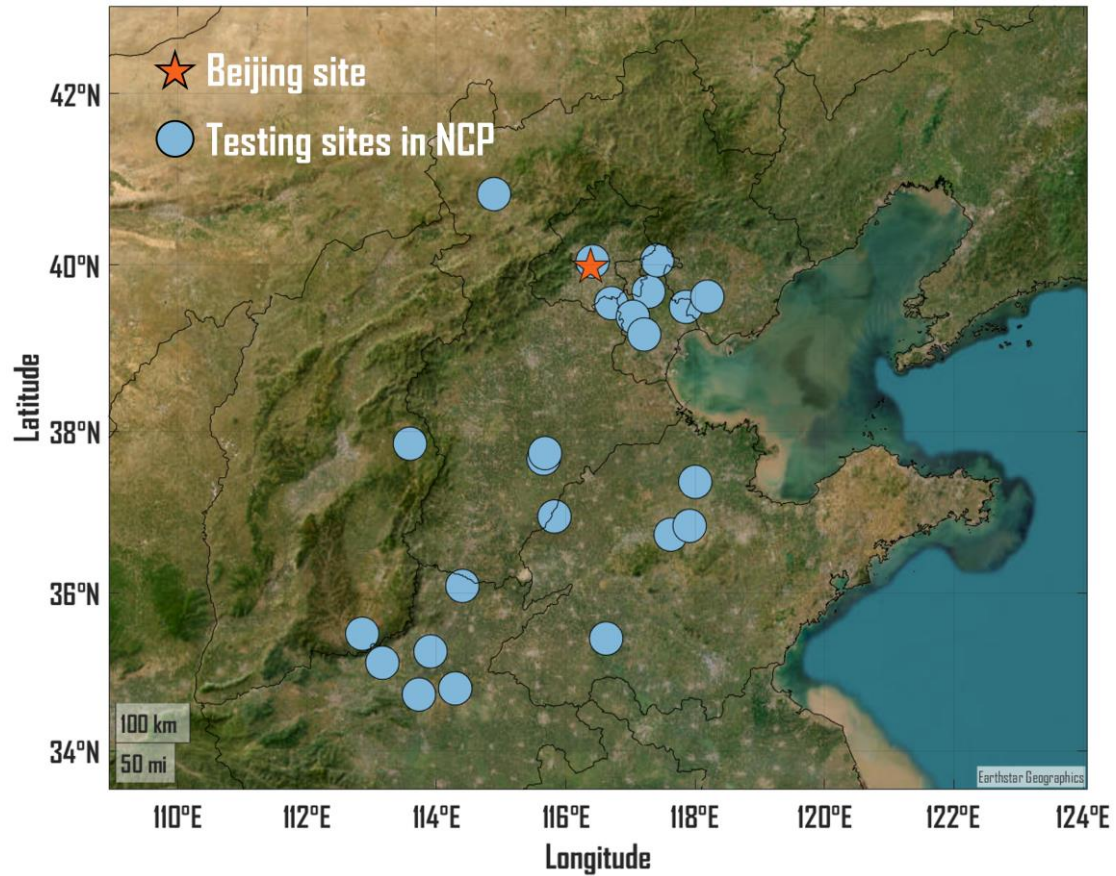 Beijing site
Testing sites in NCP
42°N
40°N
38°N
36°N
34°N
Latitude
100 km
50 mi
Earthstar Geographics
110°E
112°E
114°E
116°E
118°E
120°E
122°E
124°E
Longitude